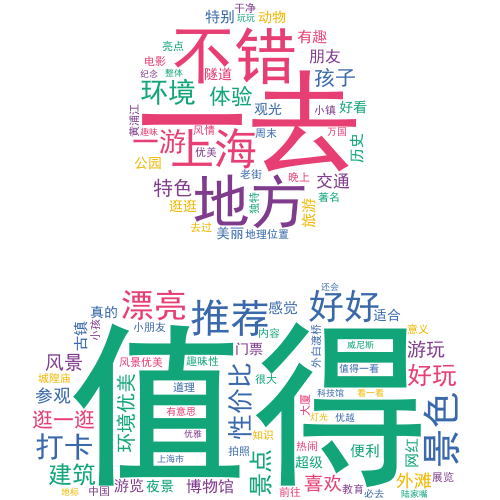 干净
特别
玩玩
动物
不错
亮点
有趣
电影
朋友
纪念
整体
隧道
孩子
环境
体验
一去
观光
小镇
好看
黄浦江
趣味
风情
周末
万国
一游
上海
优美
历史
公园
老街
晚上
交通
特色
地方
逛逛
独特
旅游
著名
去过
美丽
地理位置
还会
漂亮
推荐
感觉
好好
适合
真的
小朋友
内容
外白渡桥
意义
古镇
小孩
值得
门票
威尼斯
游玩
风景
风景优美
趣味性
值得一看
城隍庙
环境优美
道理
很大
性价比
好玩
参观
科技馆
看一看
逛一逛
有意思
大厦
灯光
优越
景色
打卡
优雅
知识
拍照
热闹
便利
网红
上海市
景点
超级
建筑
游览
夜景
博物馆
喜欢
外滩
展览
地标
中国
前往
教育
必去
陆家嘴